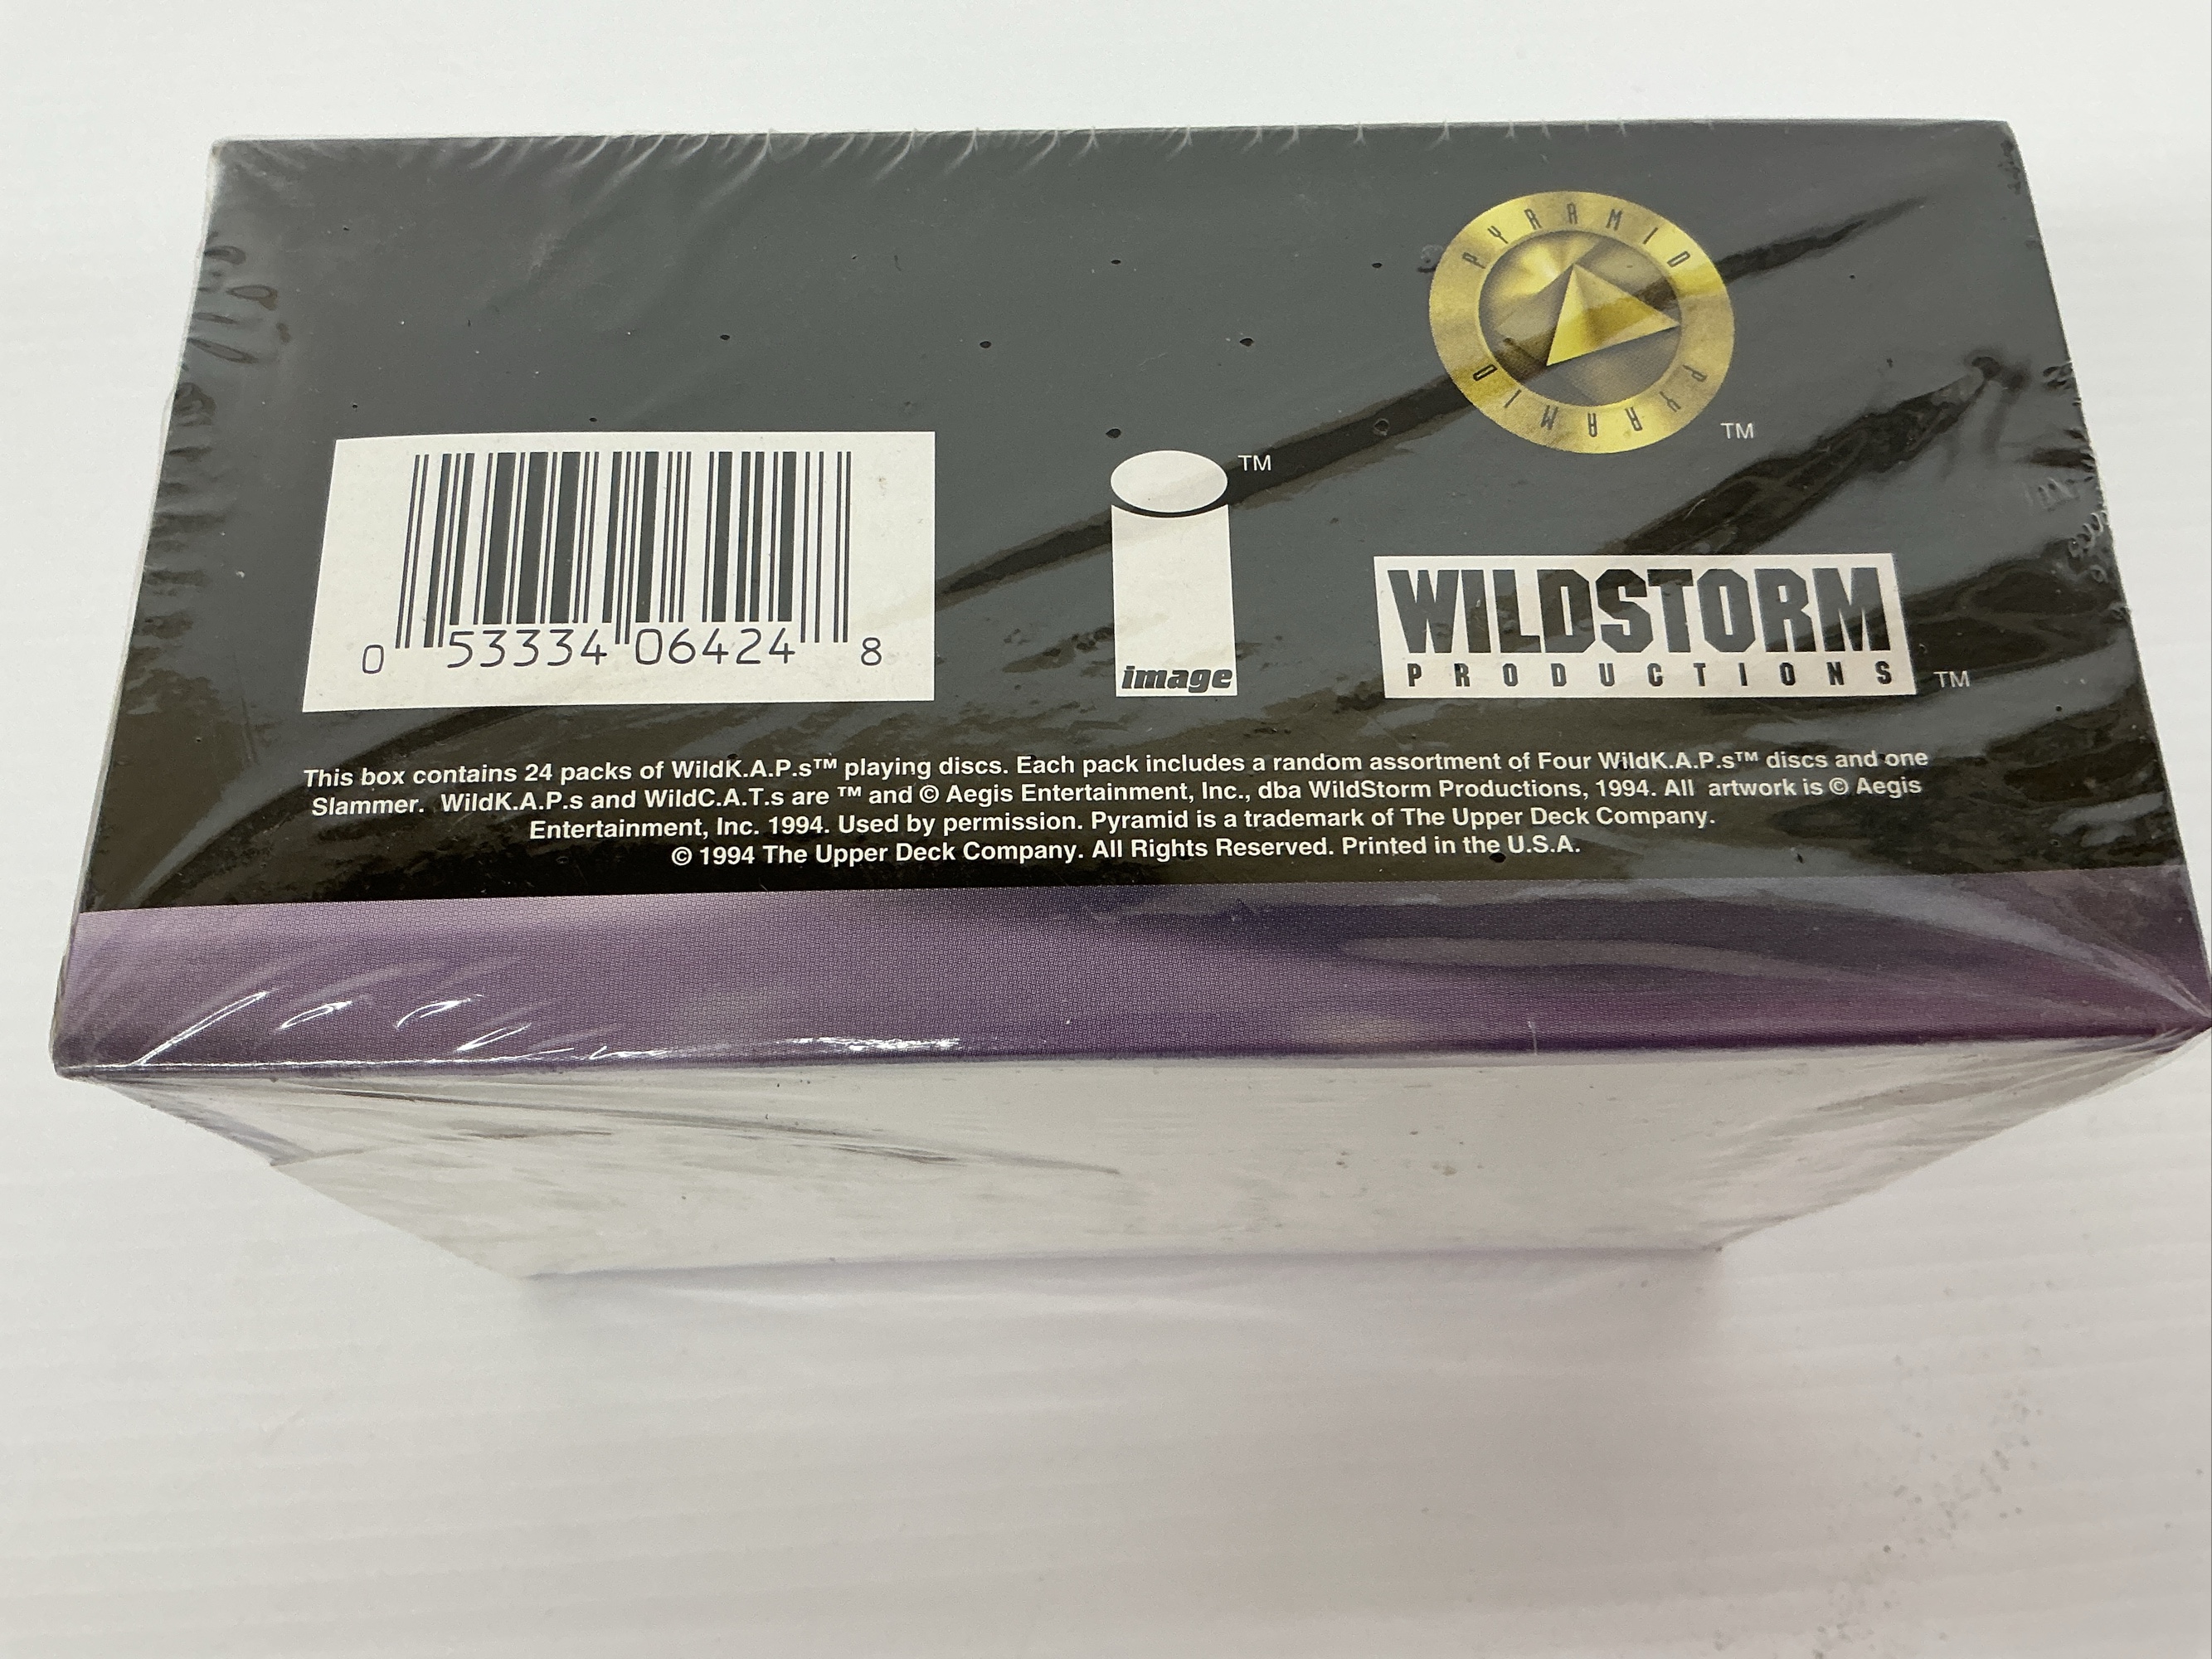 PYRAMID
PYRAMID
TM
TM
image
0 53334 06424 8
WILDSTORM
PRODUCTIONS TM
This box contains 24 packs of WildK.A.P.s™ playing discs. Each pack includes a random assortment of Four WildK.A.P.s™ discs and one
Slammer. WildK.A.P.s and WildC.A.T.s are ™ and © Aegis Entertainment, Inc., dba WildStorm Productions, 1994. All artwork is © Aegis
Entertainment, Inc. 1994. Used by permission. Pyramid is a trademark of The Upper Deck Company.
© 1994 The Upper Deck Company. All Rights Reserved. Printed in the U.S.A.